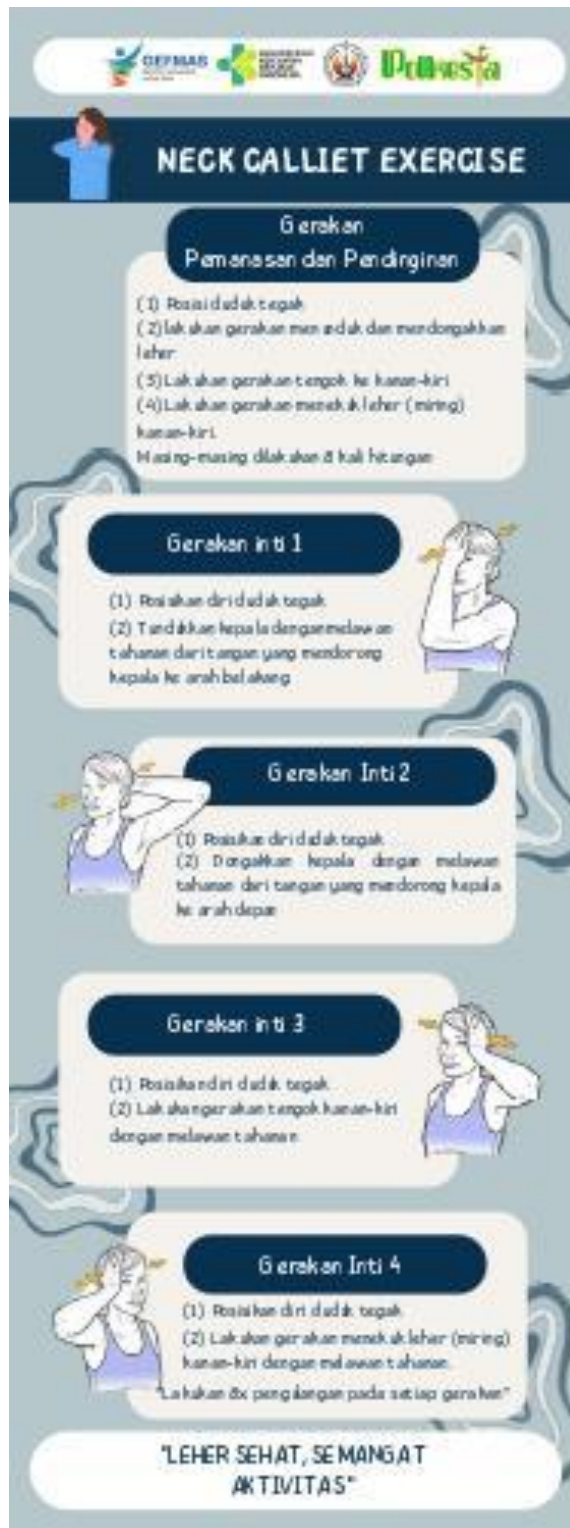 GERMAS
Polkesta
NECK CALLIET EXERCISE
Gerakan
Pemanasan dan Pendinginan
(1) Posisi duduk tegak
(2) lakukan gerakan menunduk dan mendongakkan
leher
(3) Lakukan gerakan tengok ke kanan-kiri
(4) Lakukan gerakan menekuk leher (miring)
kanan-kiri.
Masing-masing dilakukan 8 kali hitungan
Gerakan inti 1
(1) Posisikan diri duduk tegak
(2) Tundukkan kepala dengan melawan
tahanan dari tangan yang mendorong
kepala ke arah belakang
Gerakan Inti 2
(1) Posisikan diri duduk tegak
(2) Dongakkan kepala dengan melawan
tahanan dari tangan yang mendorong kepala
ke arah depan
Gerakan inti 3
(1) Posisikan diri duduk tegak
(2) Lakukan gerakan tengok kanan-kiri
dengan melawan tahanan
Gerakan Inti 4
(1) Posisikan diri duduk tegak
(2) Lakukan gerakan menekuk leher (miring)
kanan-kiri dengan melawan tahanan.
"Lakukan 8x pengulangan pada setiap gerakan"
"LEHER SEHAT, SEMANGAT
AKTIVITAS"